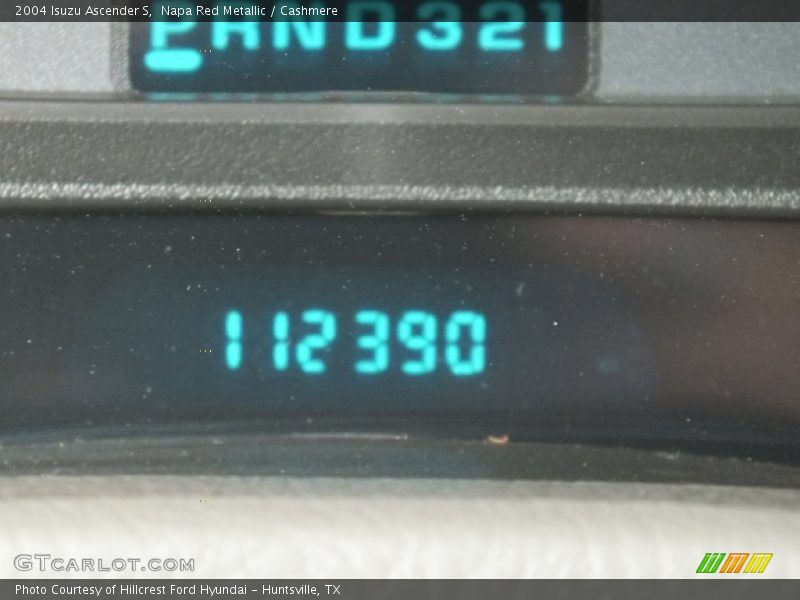 2004 Isuzu Ascender S,  Napa Red Metallic / Cashmere
PRND321
112390
GTCARLOT.COM
Photo Courtesy of Hillcrest Ford Hyundai - Huntsville, TX